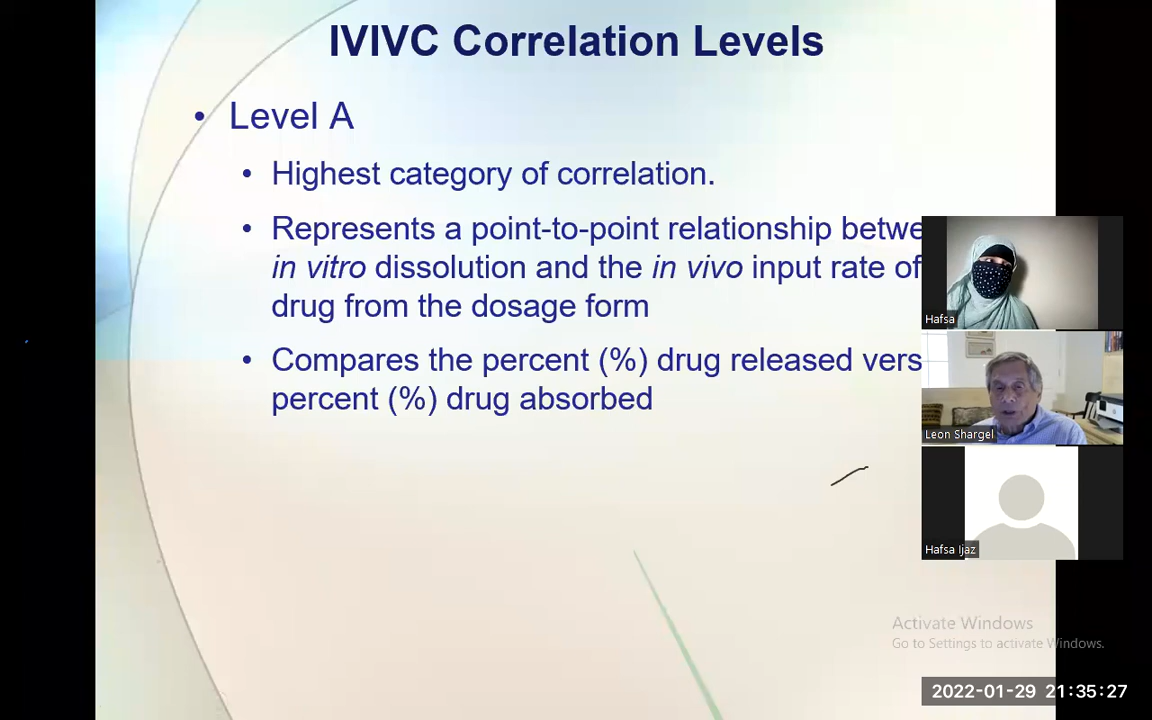 IVIVC Correlation Levels
• Level A
• Highest category of correlation.
• Represents a point-to-point relationship betwe
in vitro dissolution and the in vivo input rate of
drug from the dosage form
• Compares the percent (%) drug released vers
percent (%) drug absorbed
Hafsa
Leon Shargel
Hafsa Ijaz
Activate Windows
Go to Settings to activate Windows.
2022-01-29 21:35:27